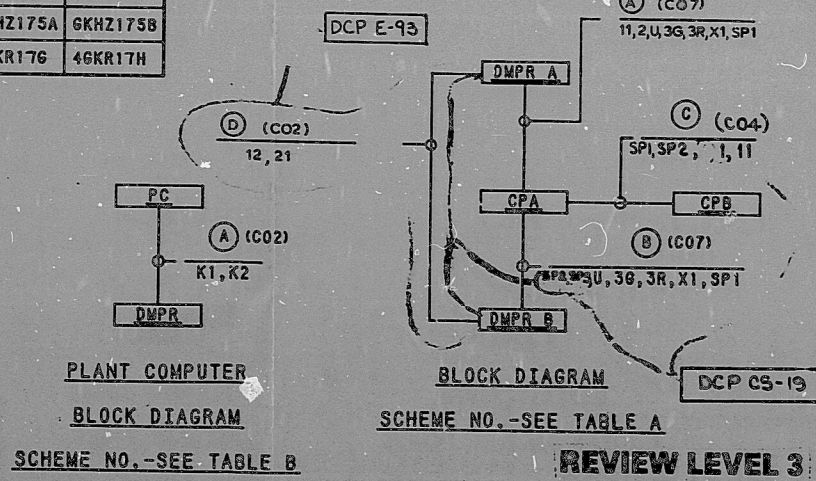 HZ175A 6KHZ175B
KR17G 46KR17H
DCP E-93
A (C07)
11,2,U,3G,3R,X1,SP1
DMPR A
D (C02)
12,21
C (C04)
SP1,SP2, 1,11
PC
CPA
CPB
A (C02)
K1,K2
B (C07)
U,3G,3R,X1,SP1
DMPR
DMPR B
PLANT COMPUTER
BLOCK DIAGRAM
SCHEME NO.-SEE TABLE B
BLOCK DIAGRAM
SCHEME NO.-SEE TABLE A
DCP CS-19
REVIEW LEVEL 3